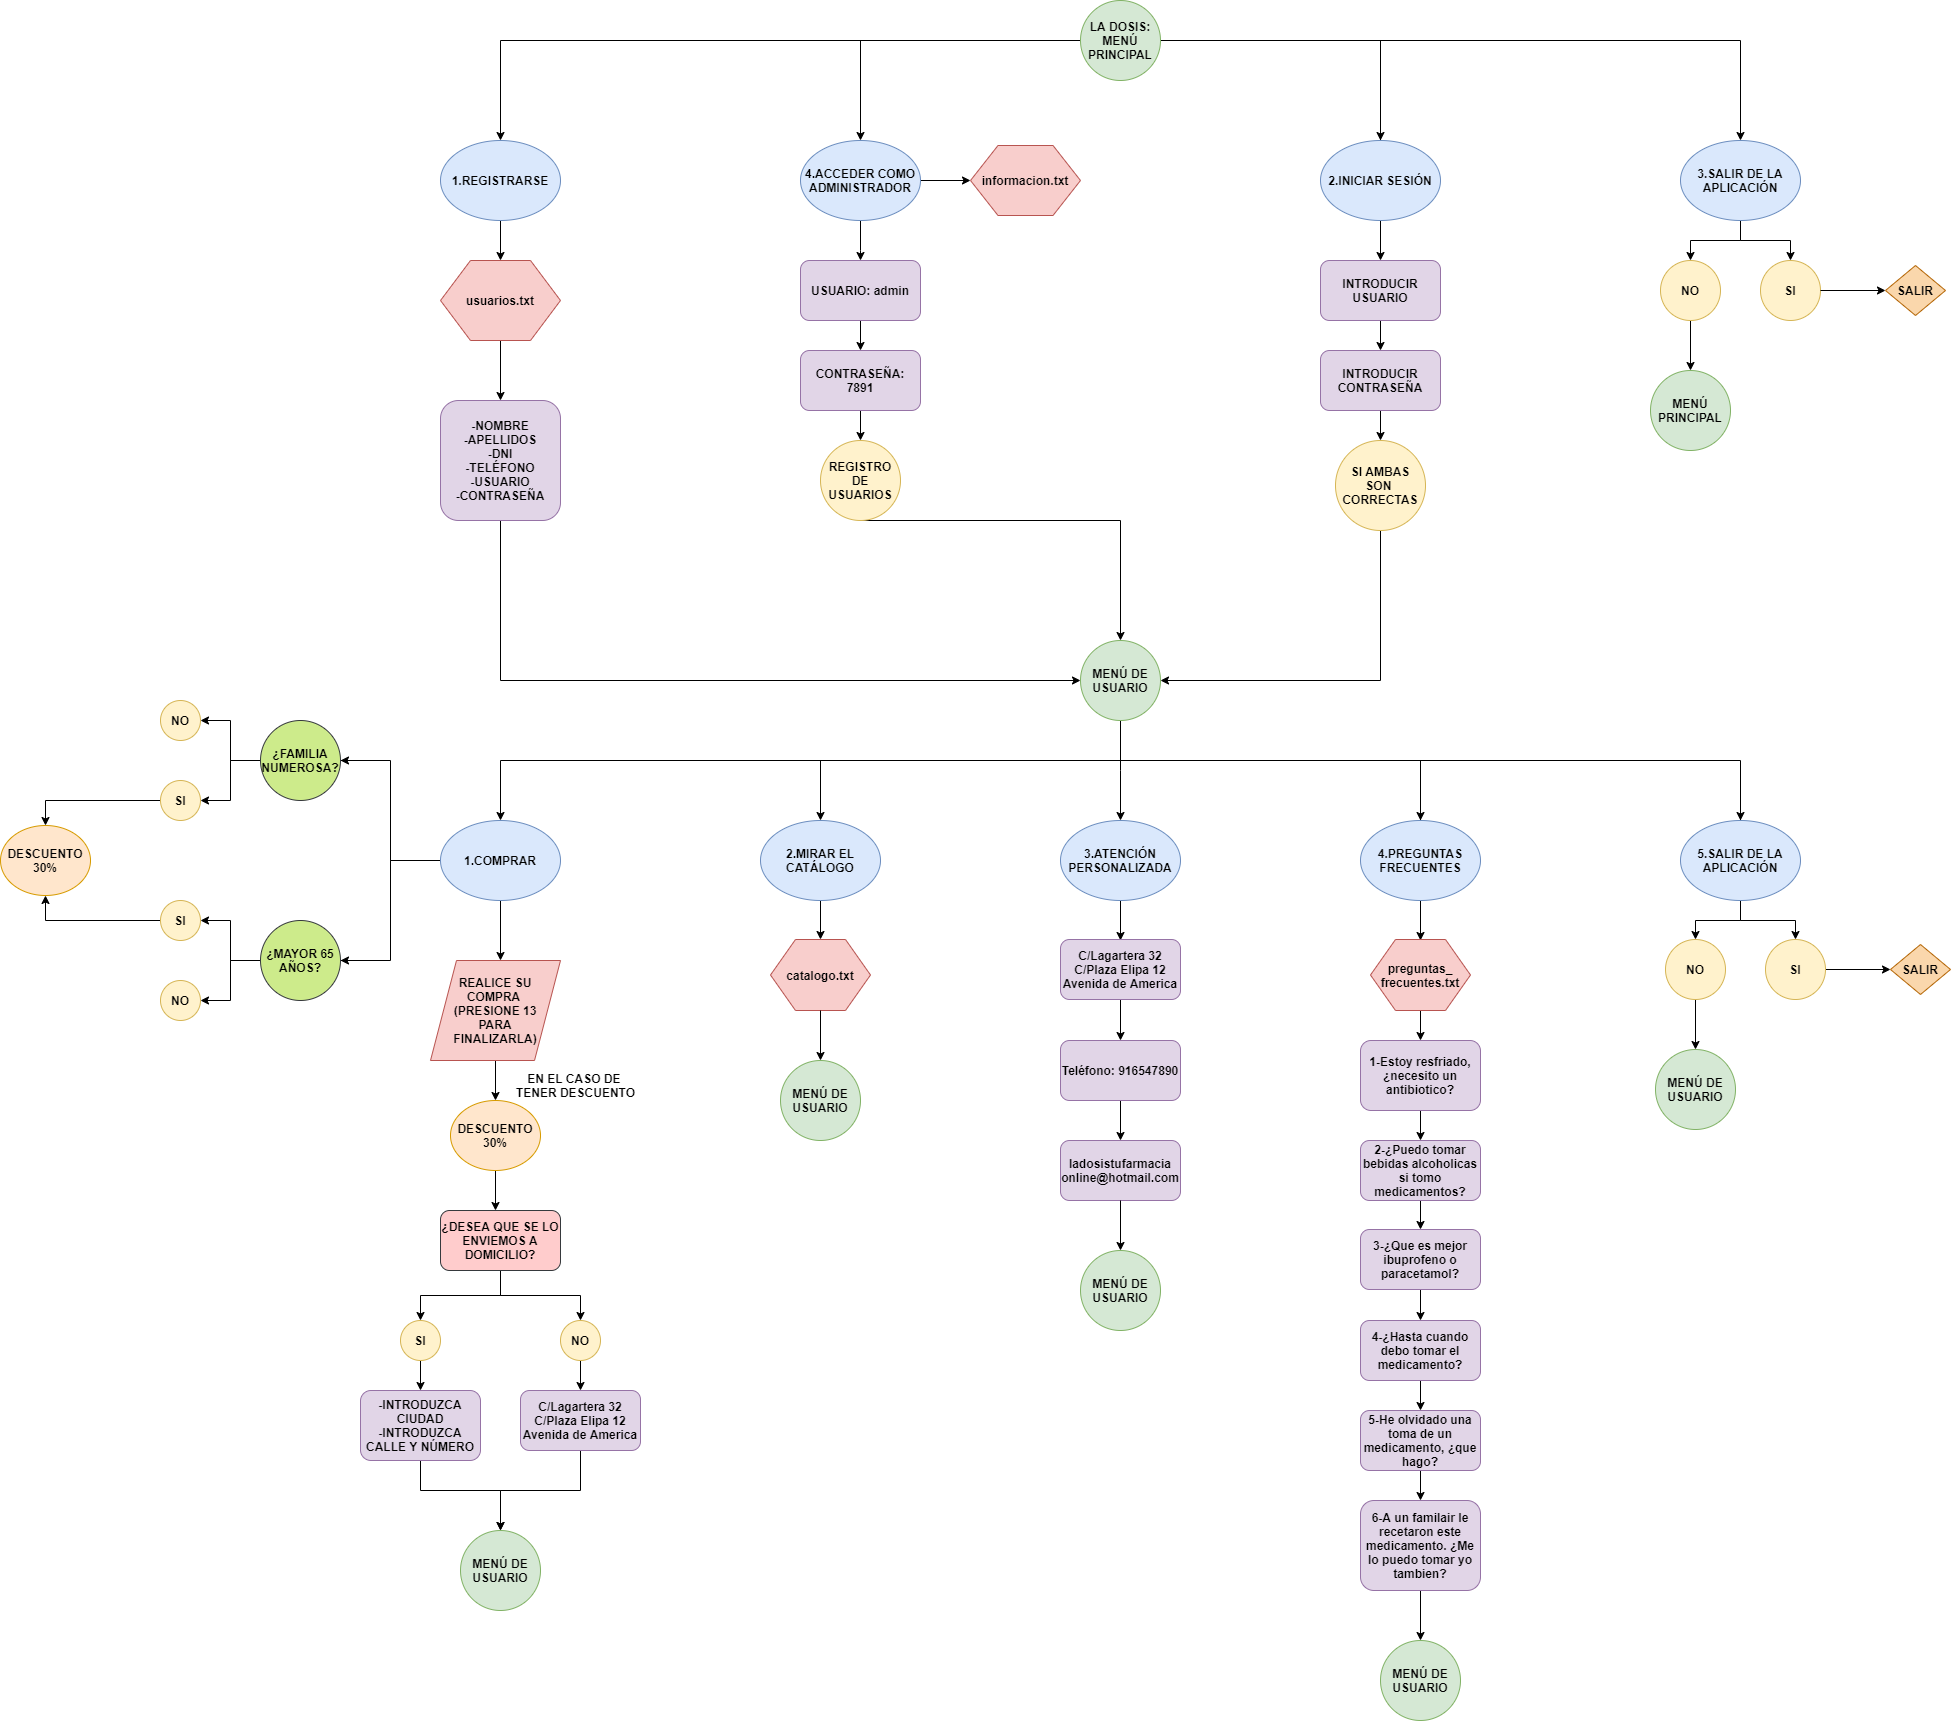 LA DOSIS:
MENÚ
PRINCIPAL
1.REGISTRARSE
4.ACCEDER COMO
ADMINISTRADOR
informacion.txt
2.INICIAR SESIÓN
3.SALIR DE LA
APLICACIÓN
usuarios.txt
USUARIO: admin
INTRODUCIR
USUARIO
NO
SI
SALIR
CONTRASEÑA:
7891
INTRODUCIR
CONTRASEÑA
MENÚ
PRINCIPAL
-NOMBRE
-APELLIDOS
-DNI
-TELÉFONO
-USUARIO
-CONTRASEÑA
REGISTRO
DE
USUARIOS
SI AMBAS
SON
CORRECTAS
MENÚ DE
USUARIO
NO
¿FAMILIA
NUMEROSA?
SI
DESCUENTO
30%
SI
¿MAYOR 65
AÑOS?
NO
1.COMPRAR
2.MIRAR EL
CATÁLOGO
3.ATENCIÓN
PERSONALIZADA
4.PREGUNTAS
FRECUENTES
5.SALIR DE LA
APLICACIÓN
REALICE SU
COMPRA
(PRESIONE 13
PARA
FINALIZARLA)
EN EL CASO DE
TENER DESCUENTO
DESCUENTO
30%
¿DESEA QUE SE LO
ENVIEMOS A
DOMICILIO?
SI
NO
-INTRODUZCA
CIUDAD
-INTRODUZCA
CALLE Y NÚMERO
C/Lagartera 32
C/Plaza Elipa 12
Avenida de America
MENÚ DE
USUARIO
catalogo.txt
MENÚ DE
USUARIO
C/Lagartera 32
C/Plaza Elipa 12
Avenida de America
Teléfono: 916547890
ladosistufarmacia
online@hotmail.com
MENÚ DE
USUARIO
preguntas_
frecuentes.txt
1-Estoy resfriado,
¿necesito un
antibiotico?
2-¿Puedo tomar
bebidas alcoholicas
si tomo
medicamentos?
3-¿Que es mejor
ibuprofeno o
paracetamol?
4-¿Hasta cuando
debo tomar el
medicamento?
5-He olvidado una
toma de un
medicamento, ¿que
hago?
6-A un familair le
recetaron este
medicamento. ¿Me
lo puedo tomar yo
tambien?
MENÚ DE
USUARIO
NO
SI
SALIR
MENÚ DE
USUARIO